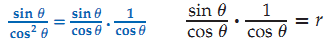 sin θ / cos² θ = sin θ / cos θ · 1 / cos θ
sin θ / cos θ · 1 / cos θ = r